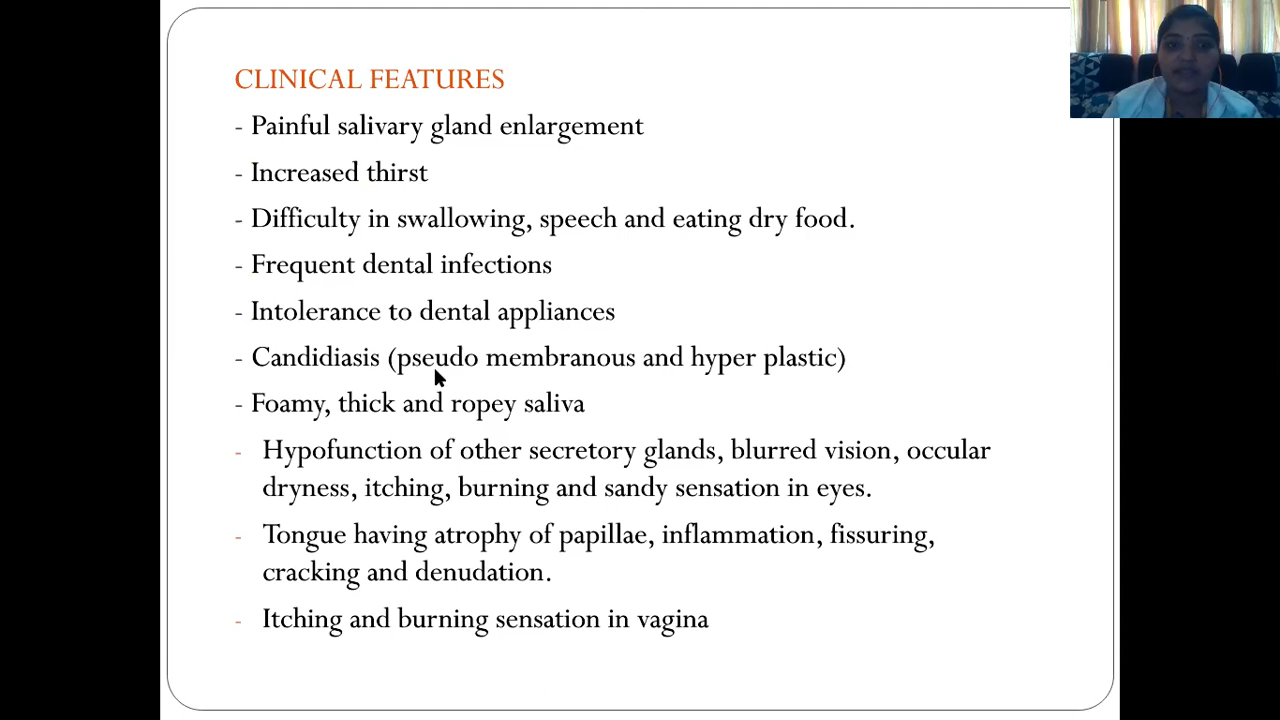 CLINICAL FEATURES
- Painful salivary gland enlargement
- Increased thirst
- Difficulty in swallowing, speech and eating dry food.
- Frequent dental infections
- Intolerance to dental appliances
- Candidiasis (pseudo membranous and hyper plastic)
- Foamy, thick and ropey saliva
- Hypofunction of other secretory glands, blurred vision, occular
dryness, itching, burning and sandy sensation in eyes.
- Tongue having atrophy of papillae, inflammation, fissuring,
cracking and denudation.
- Itching and burning sensation in vagina